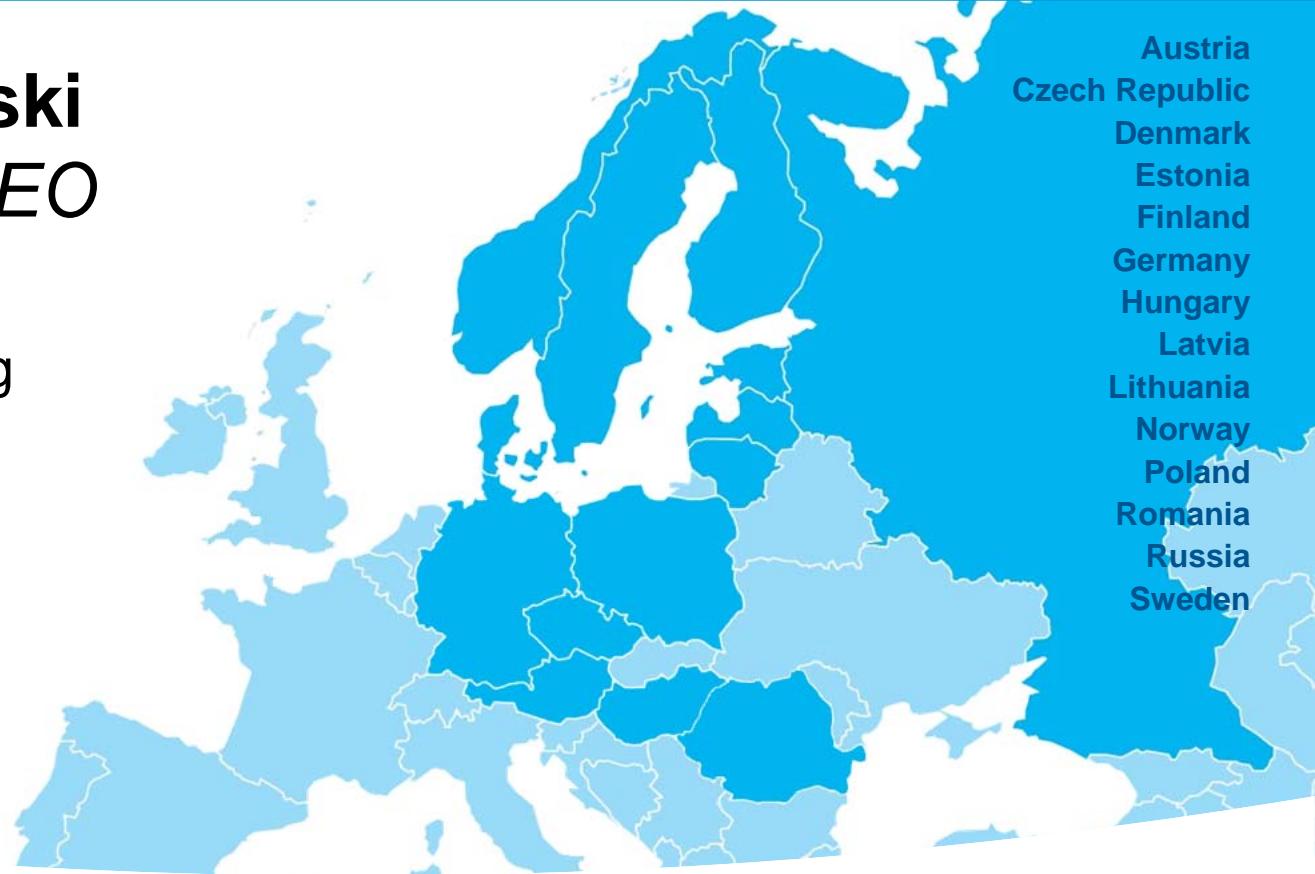 ski
EO
g
Austria
Czech Republic
Denmark
Estonia
Finland
Germany
Hungary
Latvia
Lithuania
Norway
Poland
Romania
Russia
Sweden